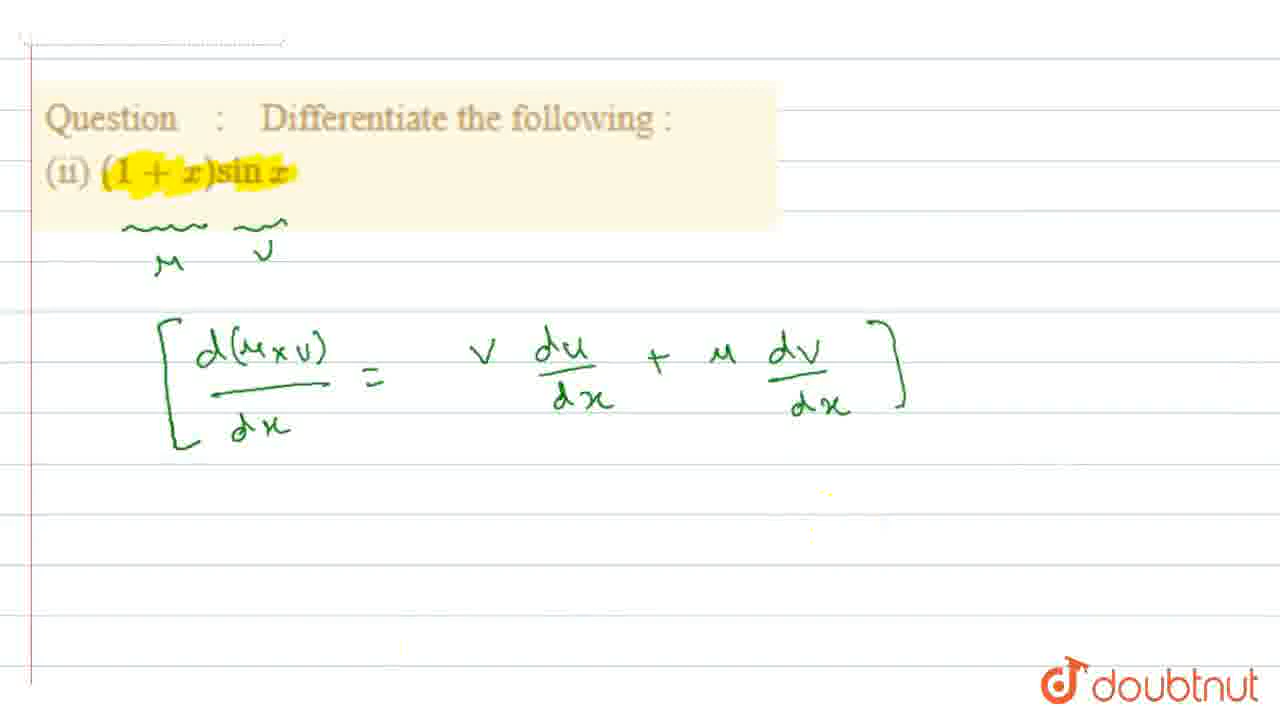 Question : Differentiate the following :
(ii) (1 + x)sin x
u v
[ d(u × v)/dx = v du/dx + u dv/dx ]
doubtnut